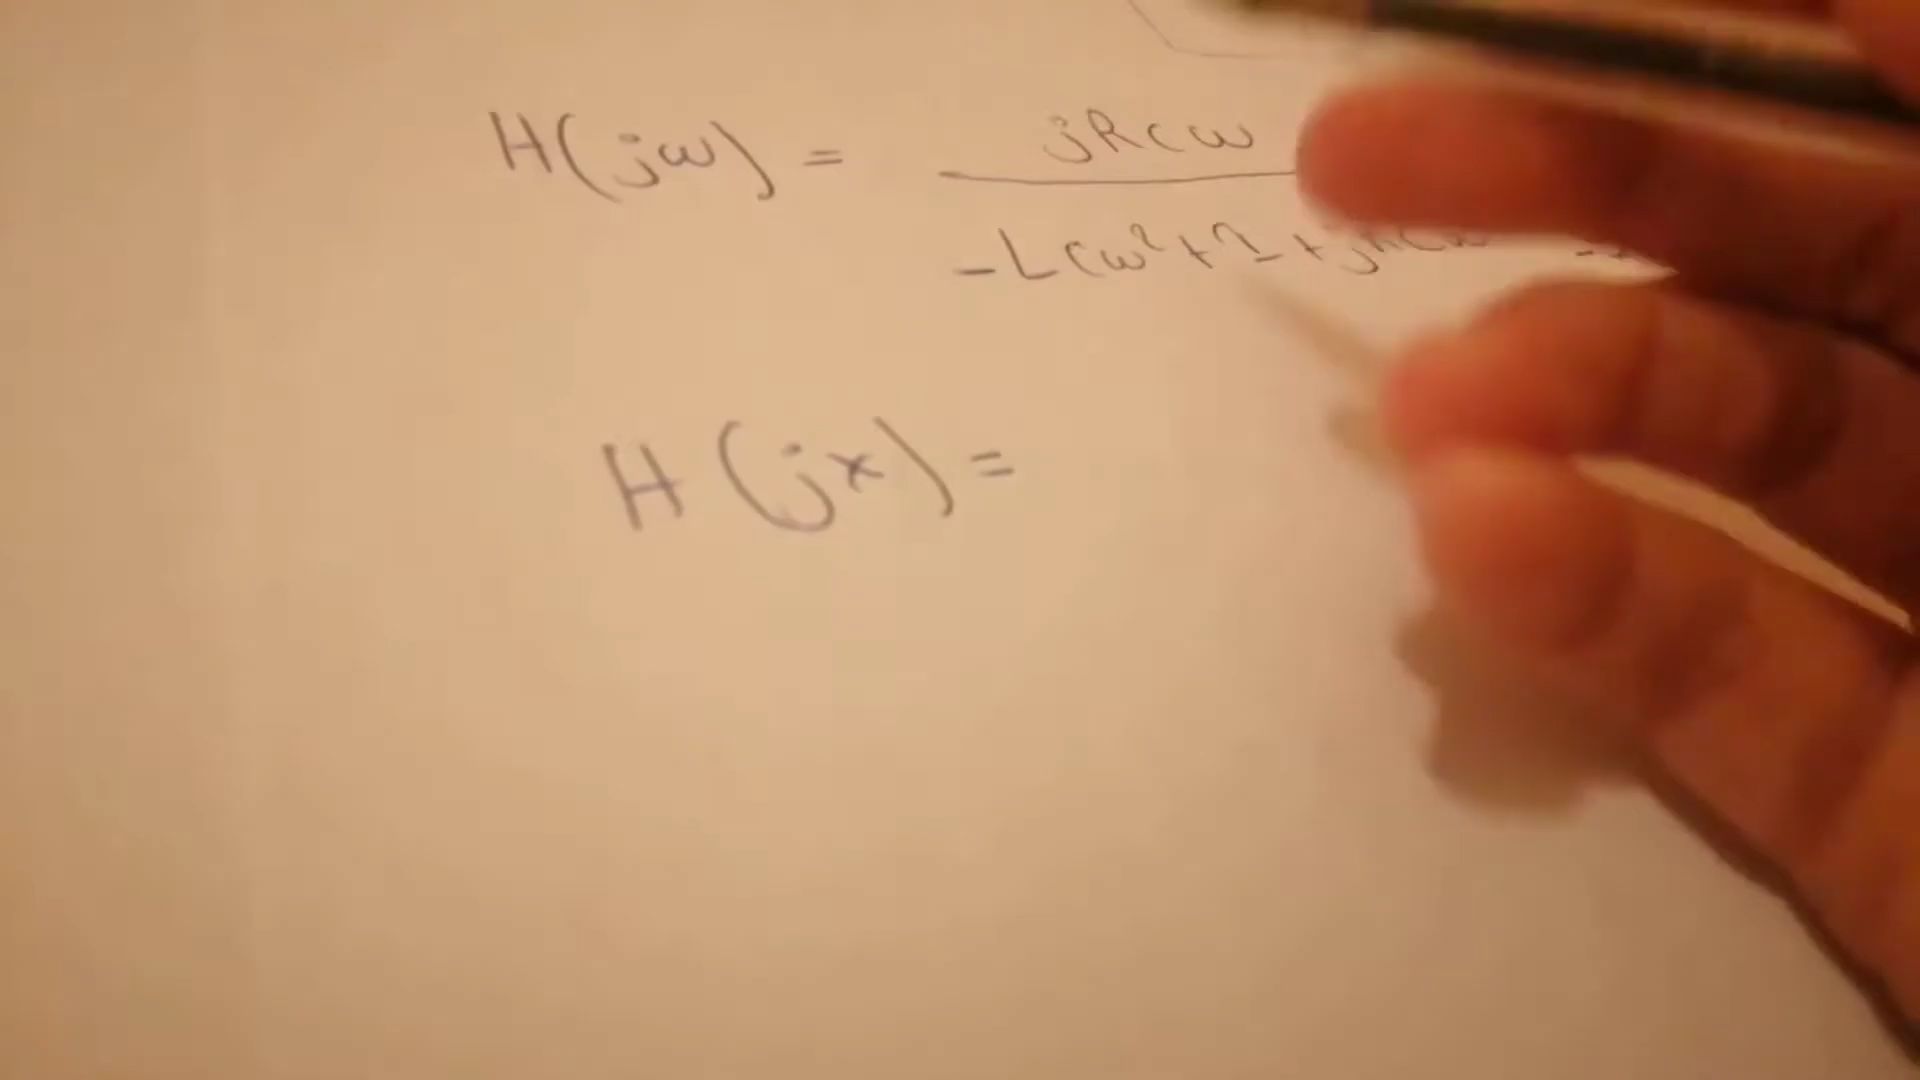 H(jω) = jRCω
-LCω²+1+jRCω
H(jx) =